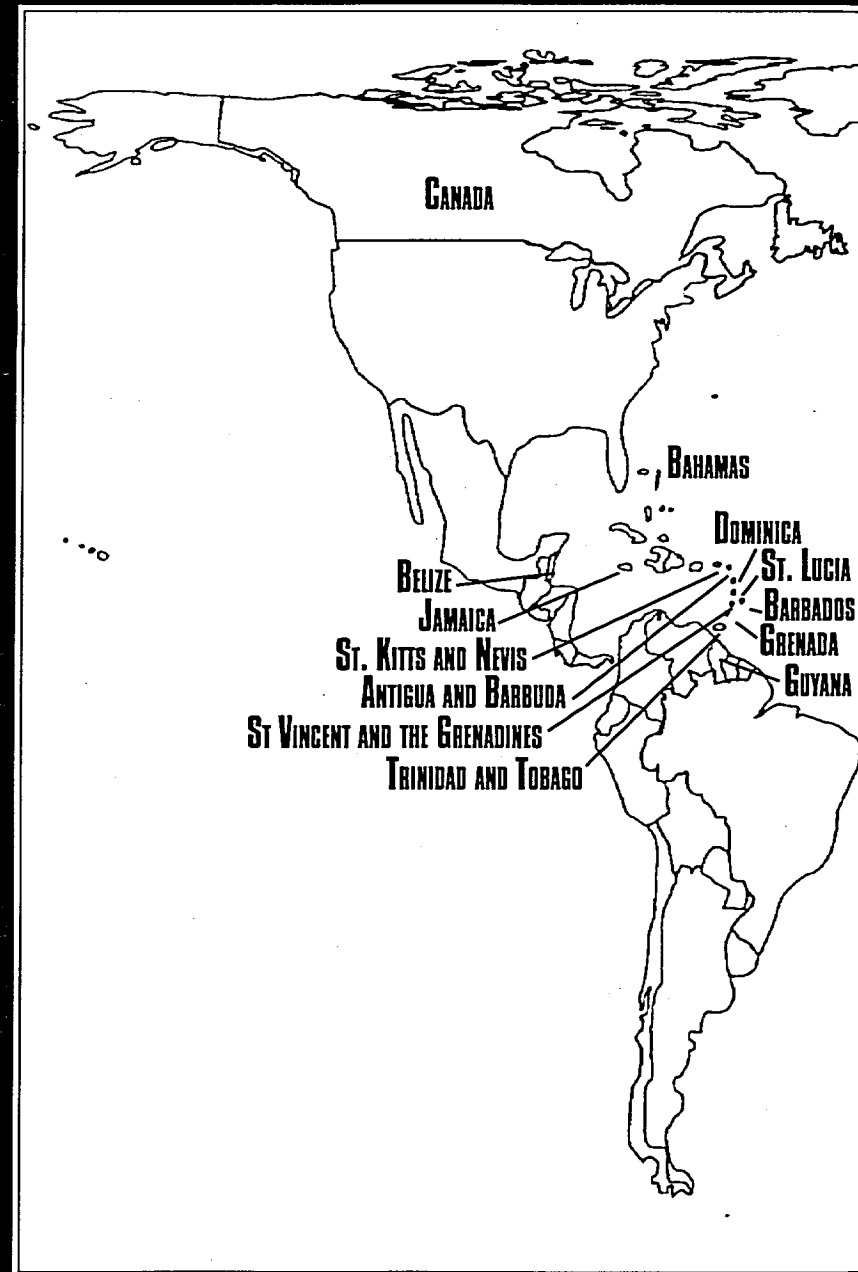 CANADA
BAHAMAS
DOMINICA
BELIZE
ST. LUCIA
JAMAICA
BARBADOS
ST. KITTS AND NEVIS
GRENADA
ANTIGUA AND BARBUDA
GUYANA
ST VINCENT AND THE GRENADINES
TRINIDAD AND TOBAGO